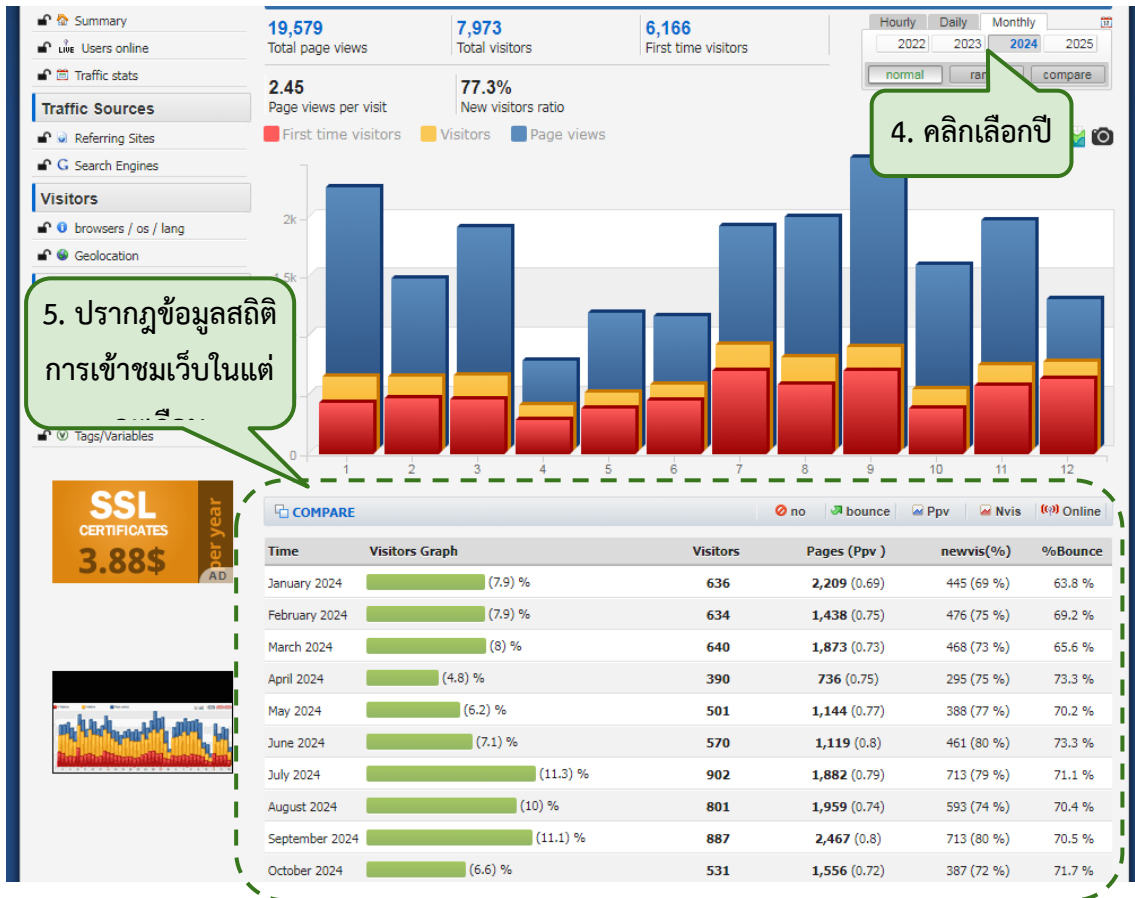 Summary
LIVE Users online
Traffic stats
Traffic Sources
Referring Sites
G Search Engines
Visitors
browsers / os / lang
Geolocation
Tags/Variables
19,579
Total page views
7,973
Total visitors
6,166
First time visitors
2.45
Page views per visit
77.3%
New visitors ratio
Hourly Daily Monthly
2022 2023 2024 2025
normal compare
4. คลิกเลือกปี
First time visitors Visitors Page views
2k
0
1 2 3 4 5 6 7 8 9 10 11 12
5. ปรากฎข้อมูลสถิติ
การเข้าชมเว็บในแต่
SSL
CERTIFICATES
3.88$
per year
AD
COMPARE
no bounce Ppv Nvis Online
Time Visitors Graph Visitors Pages (Ppv ) newvis(%) %Bounce
January 2024 (7.9) % 636 2,209 (0.69) 445 (69 %) 63.8 %
February 2024 (7.9) % 634 1,438 (0.75) 476 (75 %) 69.2 %
March 2024 (8) % 640 1,873 (0.73) 468 (73 %) 65.6 %
April 2024 (4.8) % 390 736 (0.75) 295 (75 %) 73.3 %
May 2024 (6.2) % 501 1,144 (0.77) 388 (77 %) 70.2 %
June 2024 (7.1) % 570 1,119 (0.8) 461 (80 %) 73.3 %
July 2024 (11.3) % 902 1,882 (0.79) 713 (79 %) 71.1 %
August 2024 (10) % 801 1,959 (0.74) 593 (74 %) 70.4 %
September 2024 (11.1) % 887 2,467 (0.8) 713 (80 %) 70.5 %
October 2024 (6.6) % 531 1,556 (0.72) 387 (72 %) 71.7 %